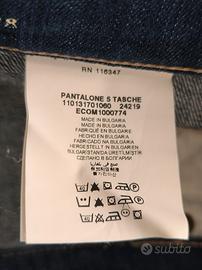 RN 116347
PANTALONE 5 TASCHE
110131701060 24219
ECOM1000774
MADE IN BULGARIA
MADE IN BULGARIA
FABRIQUÉ EN BULGARIE
HECHO EN BULGARIA
FABRICADO NA BULGÁRIA
HERGESTELLT IN BULGARIEN
СДЕЛАНО В БОЛГАРИИ
subito